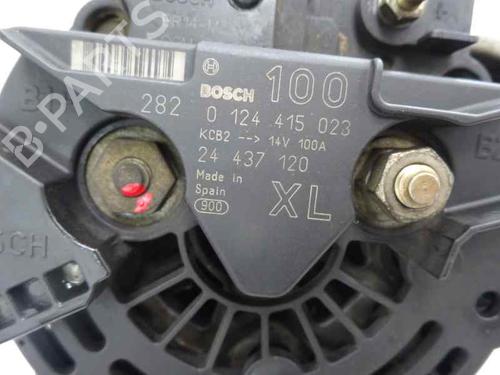 BOSCH 100
282 0 124 415 023
KCB2 --> 14V 100A
24 437 120
Made in
Spain
900
XL
B-PARTS